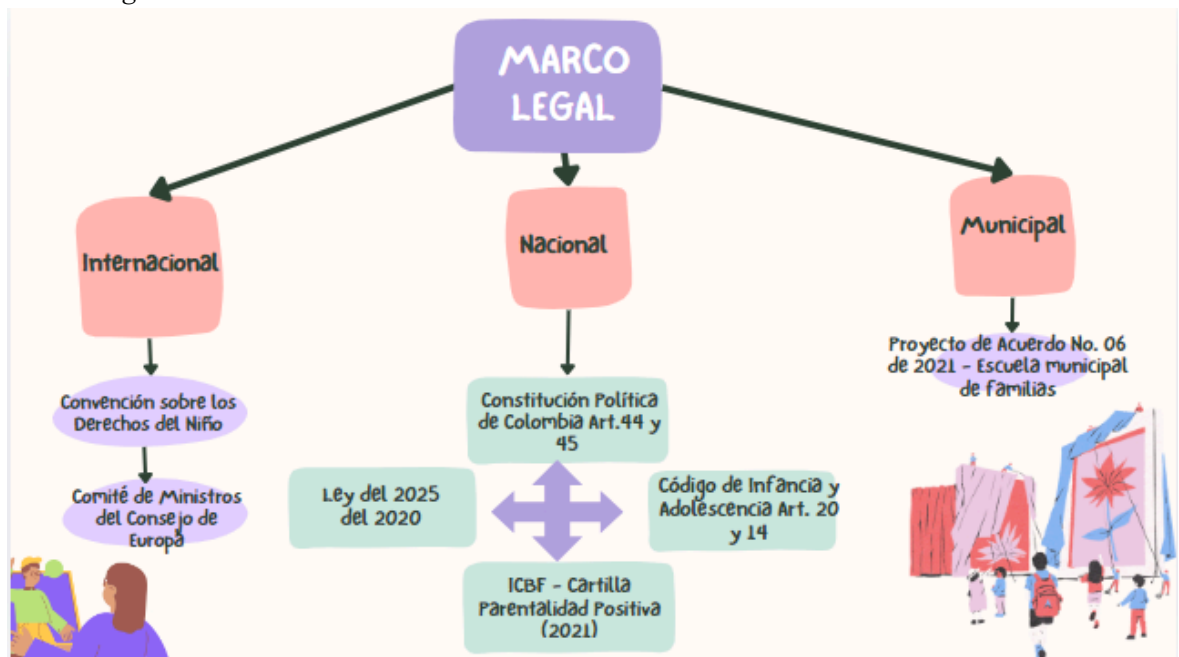 MARCO
LEGAL
Internacional
Nacional
Municipal
Convención sobre los
Derechos del Niño
Comité de Ministros
del Consejo de
Europa
Constitución Política
de Colombia Art.44 y
45
Ley del 2025
del 2020
Código de Infancia y
Adolescencia Art. 20
y 14
ICBF - Cartilla
Parentalidad Positiva
(2021)
Proyecto de Acuerdo No. 06
de 2021 - Escuela municipal
de familias